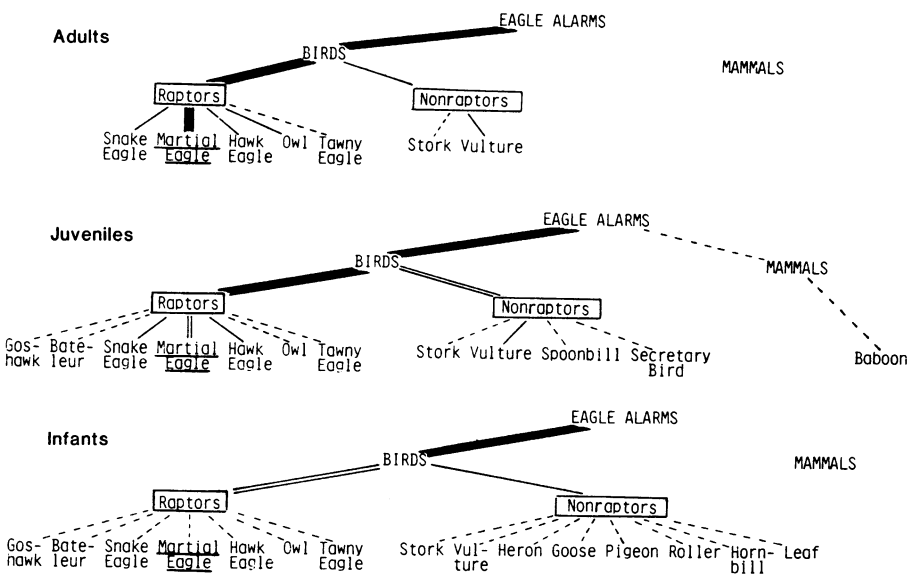 EAGLE ALARMS
Adults
BIRDS
MAMMALS
Raptors
Nonraptors
Snake Martial Hawk Owl Tawny
Eagle Eagle Eagle Eagle
Stork Vulture
EAGLE ALARMS
Juveniles
BIRDS
MAMMALS
Raptors
Nonraptors
Gos- Bate- Snake Martial Hawk Owl Tawny
hawk leur Eagle Eagle Eagle Eagle
Stork Vulture Spoonbill Secretary
Bird
Baboon
EAGLE ALARMS
Infants
BIRDS
MAMMALS
Raptors
Nonraptors
Gos- Bate- Snake Martial Hawk Owl Tawny
hawk leur Eagle Eagle Eagle Eagle
Stork Vul- Heron Goose Pigeon Roller Horn- Leaf
ture bill